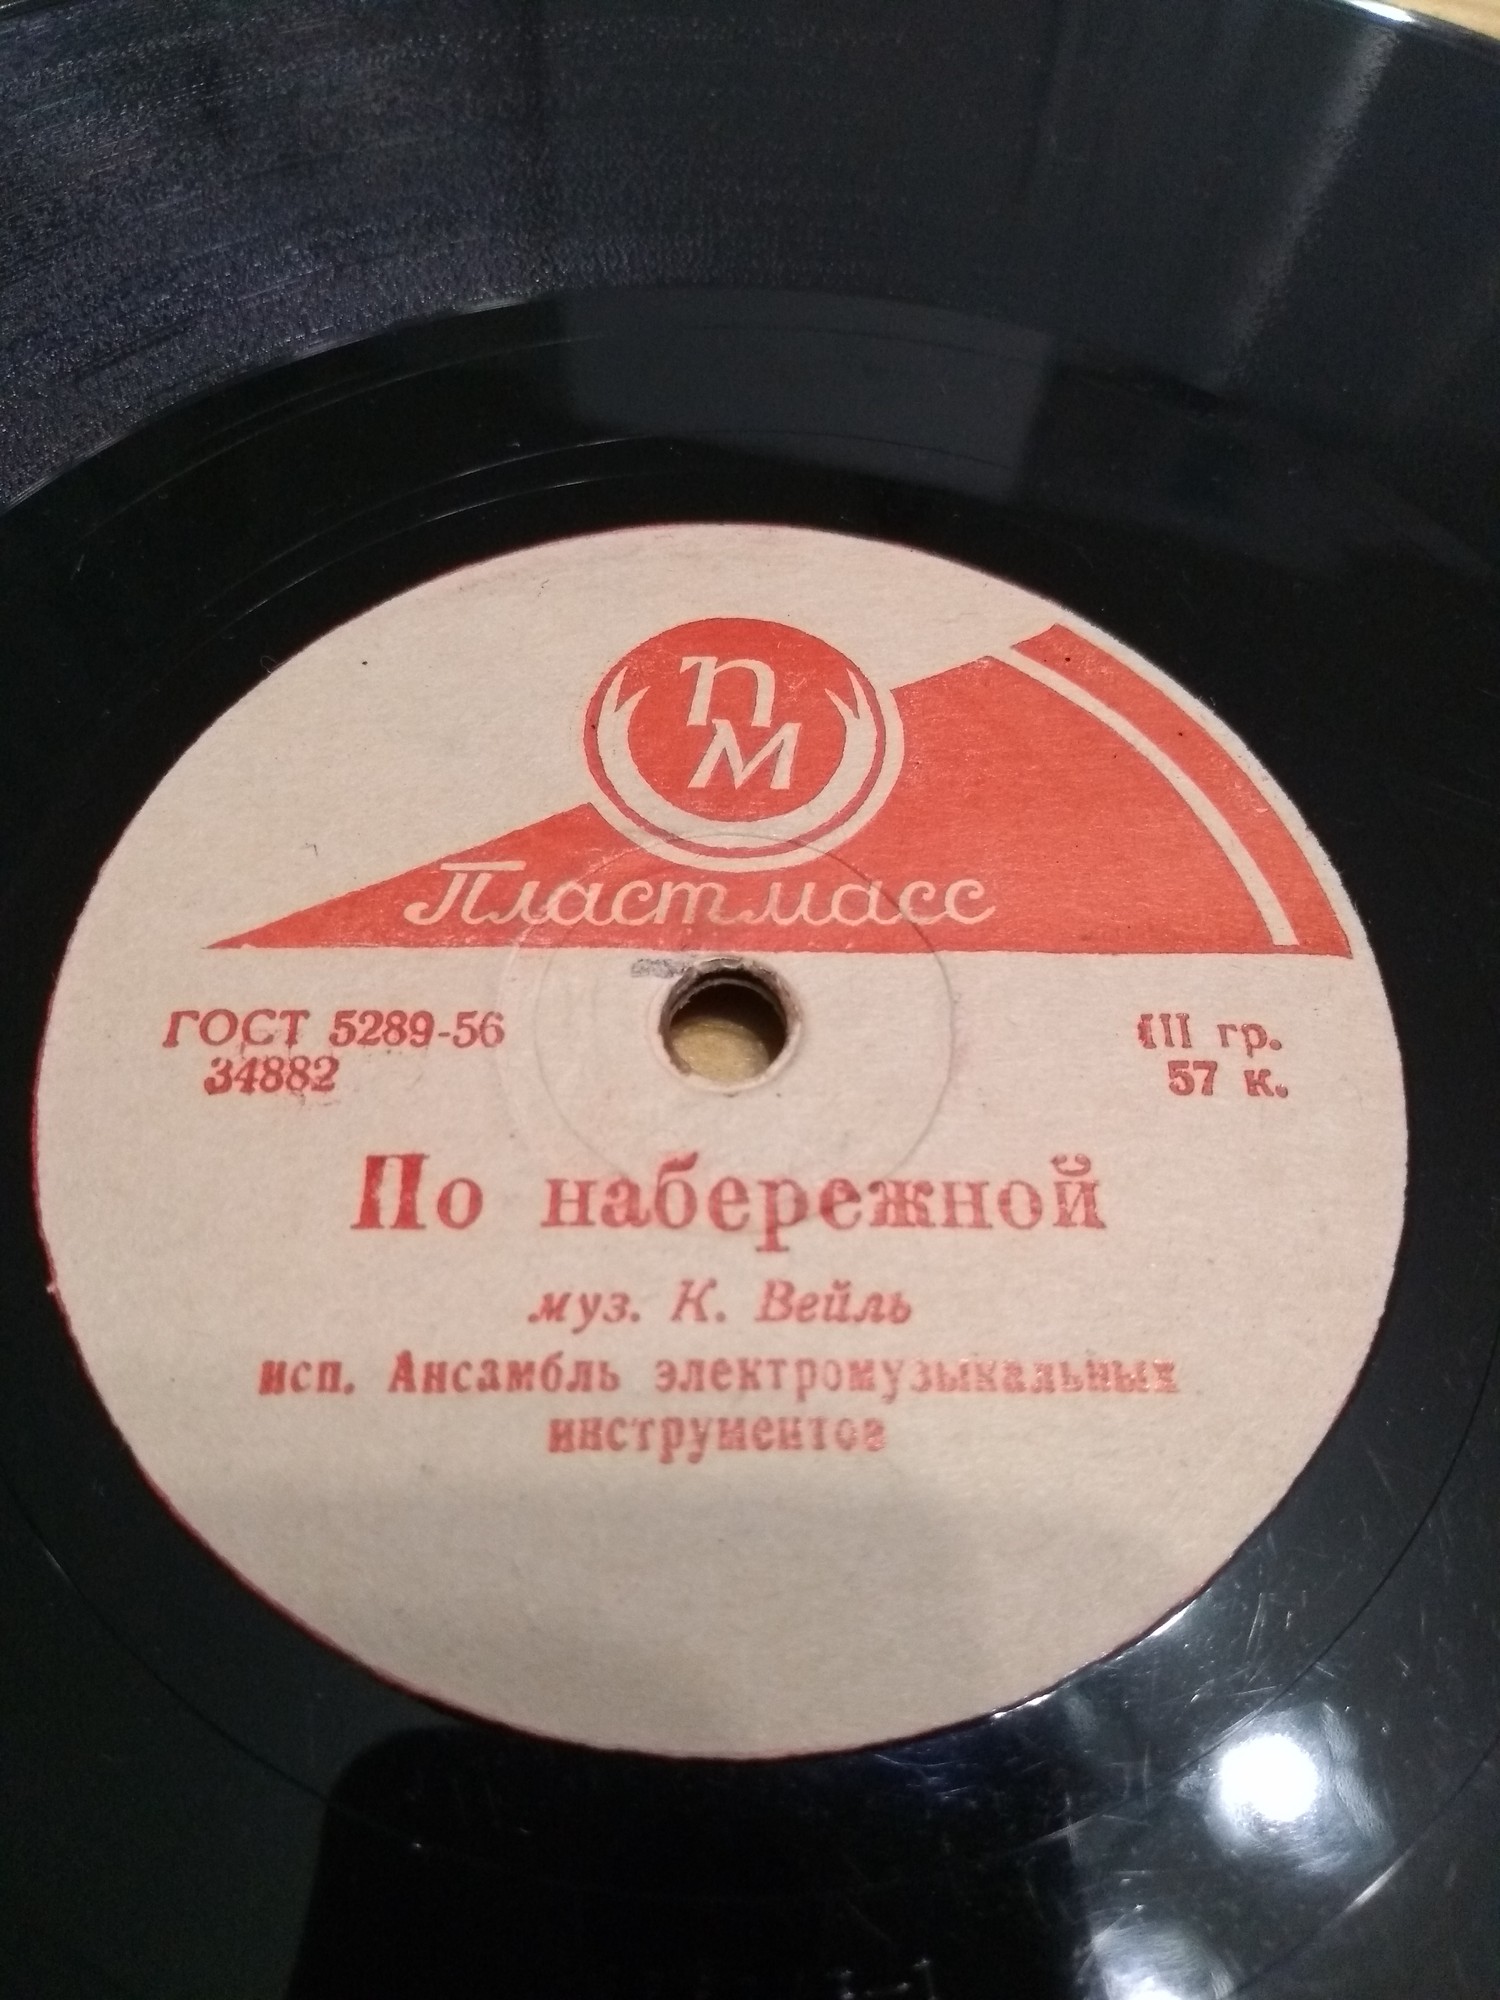 ПМ
Пластмасс
ГОСТ 5289-56
34882
III гр.
57 к.
По набережной
муз. К. Вейль
исп. Ансамбль электромузыкальных
инструментов